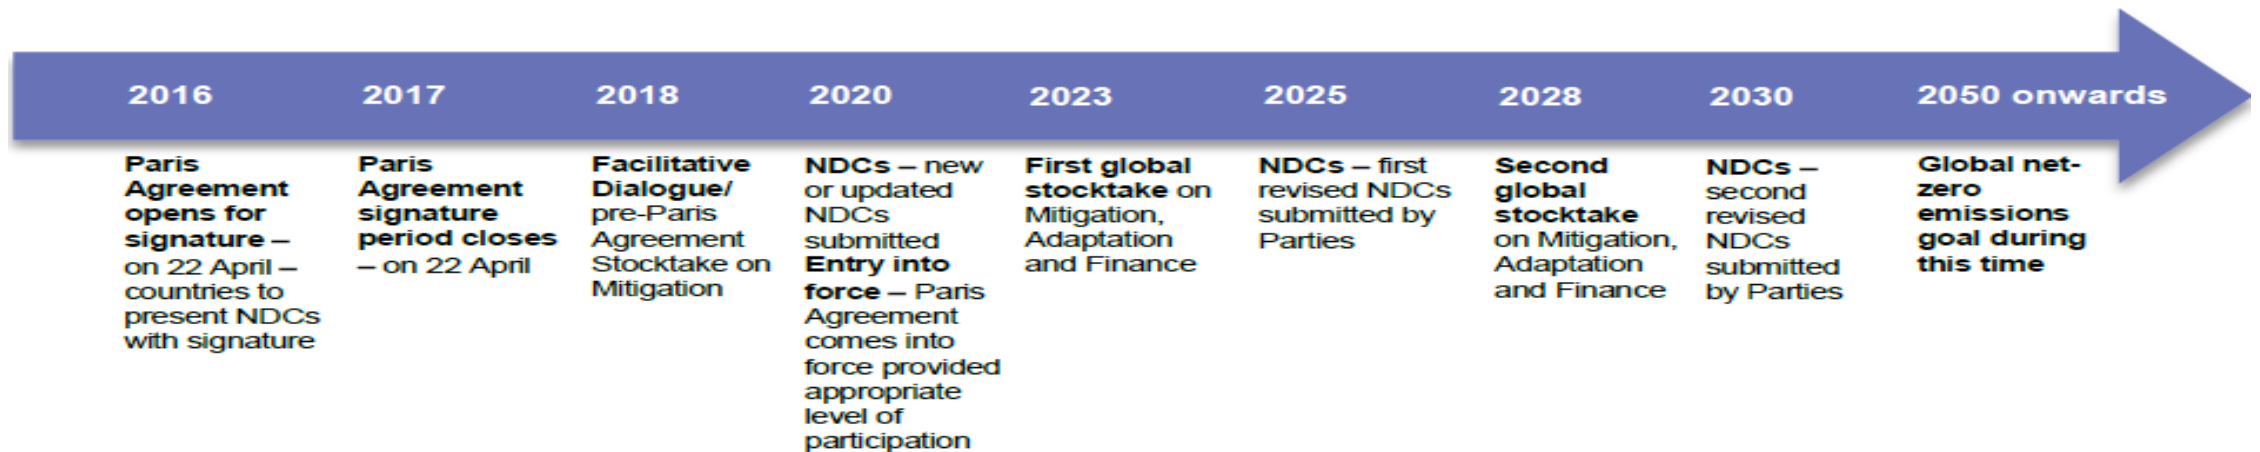 2016
2017
2018
2020
2023
2025
2028
2030
2050 onwards
Paris
Agreement
opens for
signature –
on 22 April –
countries to
present NDCs
with signature
Paris
Agreement
signature
period closes
– on 22 April
Facilitative
Dialogue/
pre-Paris
Agreement
Stocktake on
Mitigation
NDCs – new
or updated
NDCs
submitted
Entry into
force – Paris
Agreement
comes into
force provided
appropriate
level of
participation
First global
stocktake on
Mitigation,
Adaptation
and Finance
NDCs – first
revised NDCs
submitted by
Parties
Second
global
stocktake
on Mitigation,
Adaptation
and Finance
NDCs –
second
revised
NDCs
submitted
by Parties
Global net-
zero
emissions
goal during
this time